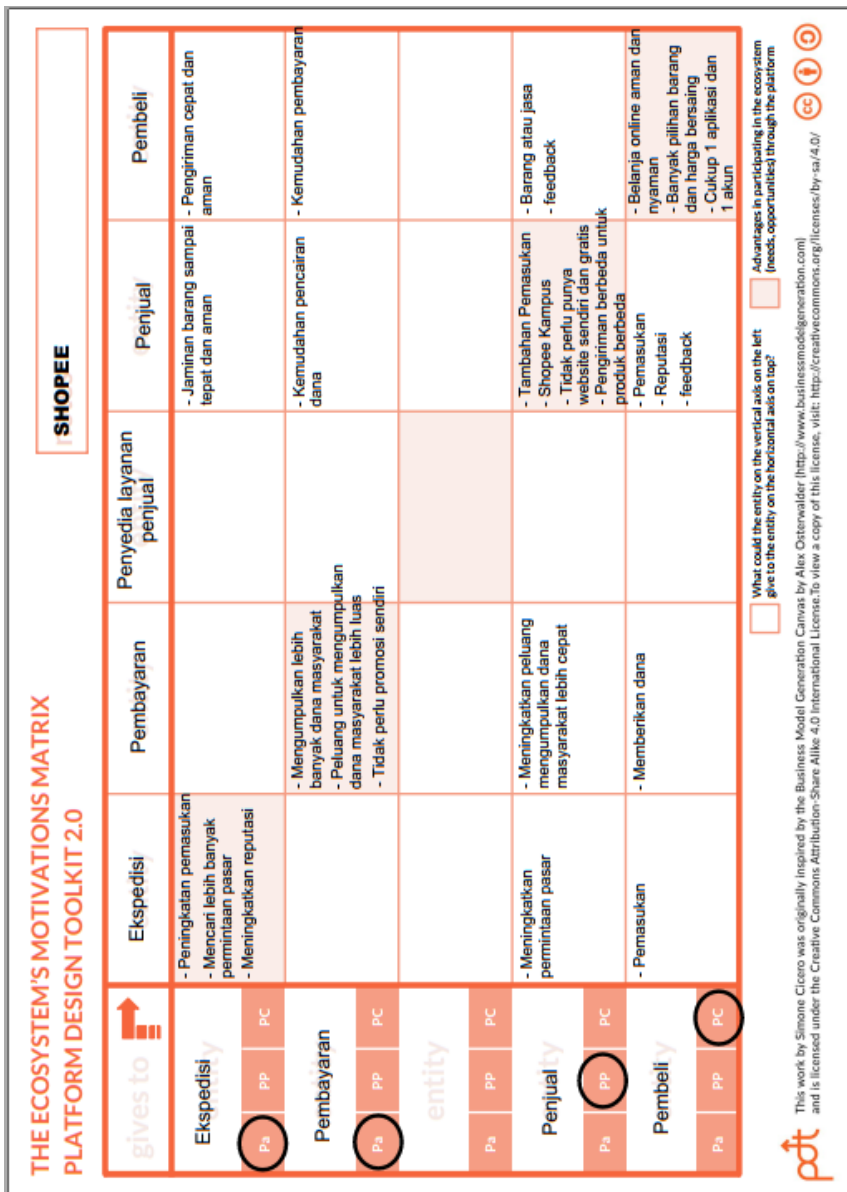 THE ECOSYSTEM'S MOTIVATIONS MATRIX
PLATFORM DESIGN TOOLKIT 2.0
SHOPEE
gives to
Ekspedisi
Pembayaran
Penyedia layanan
penjual
Penjual
Pembeli
Ekspedisi
entity
Pa
PP
PC
- Peningkatan pemasukan
- Mencari lebih banyak
permintaan pasar
- Meningkatkan reputasi
- Jaminan barang sampai
tepat dan aman
- Pengiriman cepat dan
aman
Pembayaran
Pa
PP
PC
- Mengumpulkan lebih
banyak dana masyarakat
- Peluang untuk mengumpulkan
dana masyarakat lebih luas
- Tidak perlu promosi sendiri
- Kemudahan pencairan
dana
- Kemudahan pembayaran
entity
Pa
PP
PC
Penjual
entity
Pa
PP
PC
- Meningkatkan
permintaan pasar
- Meningkatkan peluang
mengumpulkan dana
masyarakat lebih cepat
- Tambahan Pemasukan
- Shopee Kampus
- Tidak perlu punya
website sendiri dan gratis
- Pengiriman berbeda untuk
produk berbeda
- Barang atau jasa
- feedback
Pembeli
entity
Pa
PP
PC
- Pemasukan
- Memberikan dana
- Pemasukan
- Reputasi
- feedback
- Belanja online aman dan
nyaman
- Banyak pilihan barang
dan harga bersaing
- Cukup 1 aplikasi dan
1 akun
What could the entity on the vertical axis on the left
give to the entity on the horizontal axis on top?
Advantages in participating in the ecosystem
(needs, opportunities) through the platform
pdt
This work by Simone Cicero was originally inspired by the Business Model Generation Canvas by Alex Osterwalder (http://www.businessmodelgeneration.com)
and is licensed under the Creative Commons Attribution-Share Alike 4.0 International License. To view a copy of this license, visit: http://creativecommons.org/licenses/by-sa/4.0/
cc